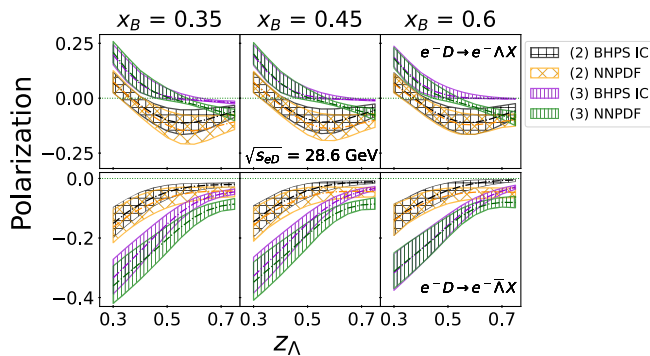 x_B = 0.35 x_B = 0.45 x_B = 0.6
Polarization
0.25
0.00
−0.25
e⁻D→e⁻ΛX
√s_eD = 28.6 GeV
(2) BHPS IC
(2) NNPDF
(3) BHPS IC
(3) NNPDF
0.0
−0.2
−0.4
e⁻D→e⁻Λ̅X
0.3 0.5 0.7 0.3 0.5 0.7 0.3 0.5 0.7
z_Λ